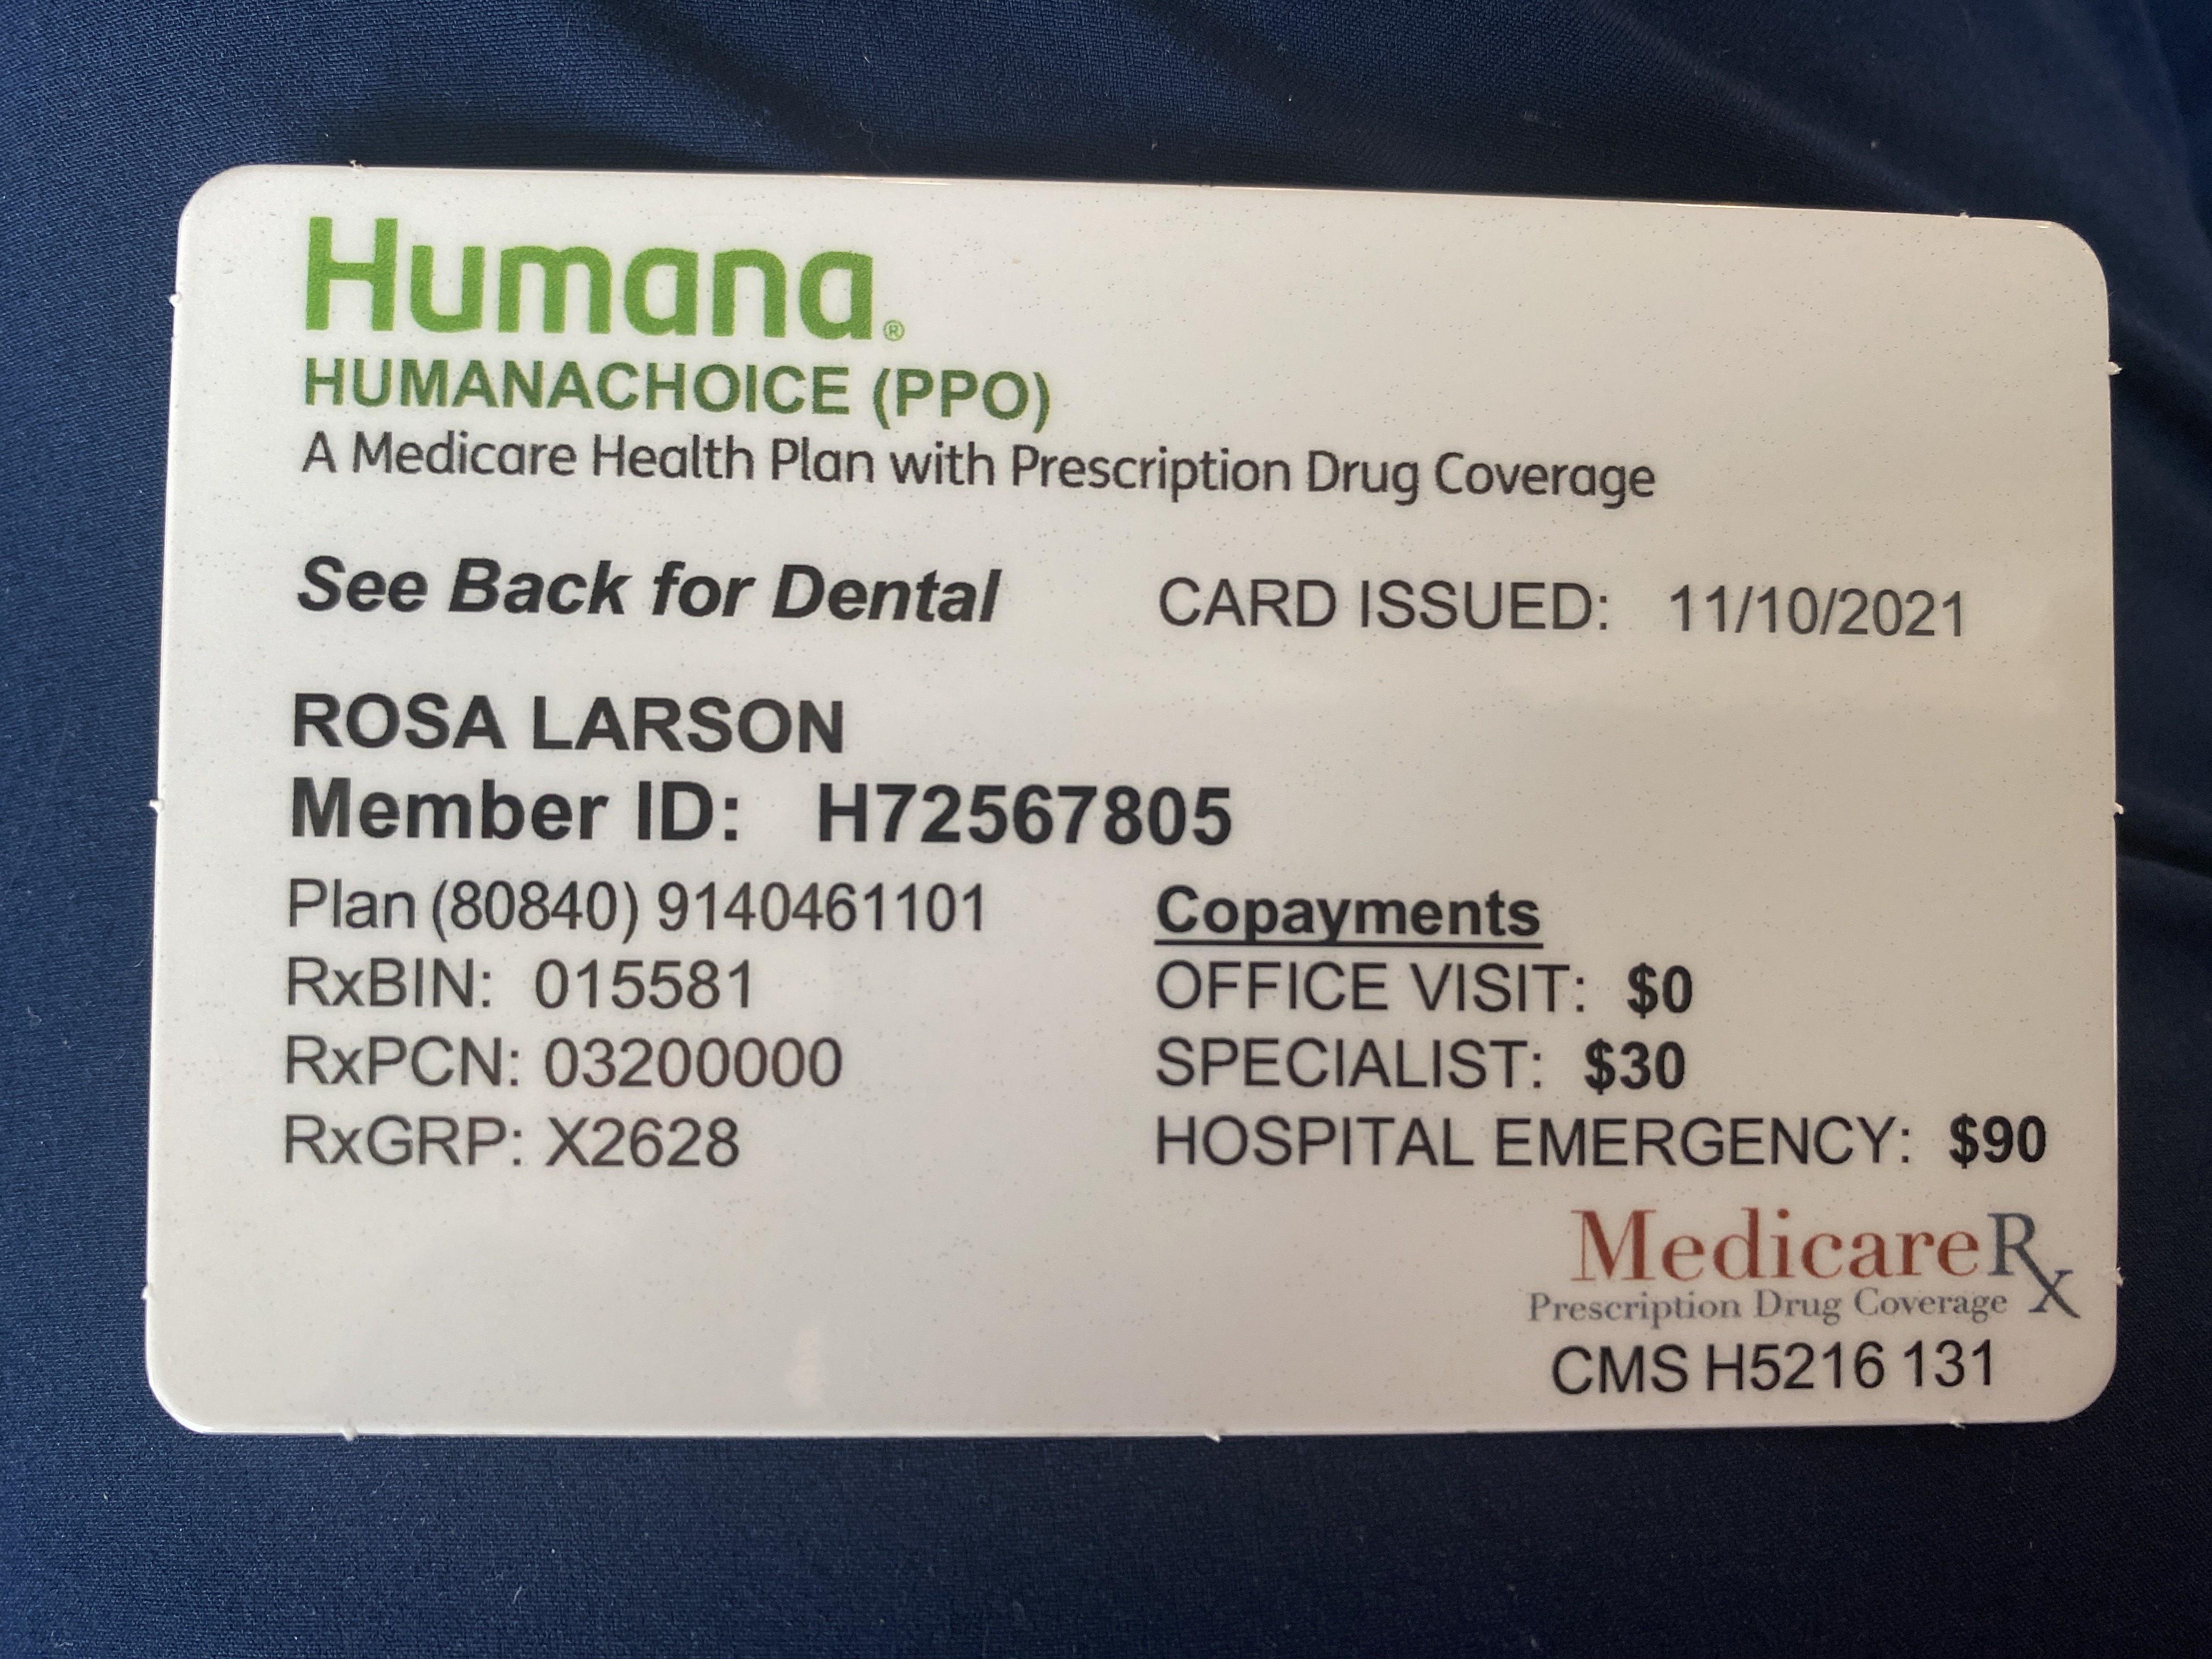 Humana®
HUMANACHOICE (PPO)
A Medicare Health Plan with Prescription Drug Coverage
See Back for Dental CARD ISSUED: 11/10/2021
ROSA LARSON
Member ID: H72567805
Plan (80840) 9140461101
RxBIN: 015581
RxPCN: 03200000
RxGRP: X2628
Copayments
OFFICE VISIT: $0
SPECIALIST: $30
HOSPITAL EMERGENCY: $90
MedicareRx
Prescription Drug Coverage
CMS H5216 131